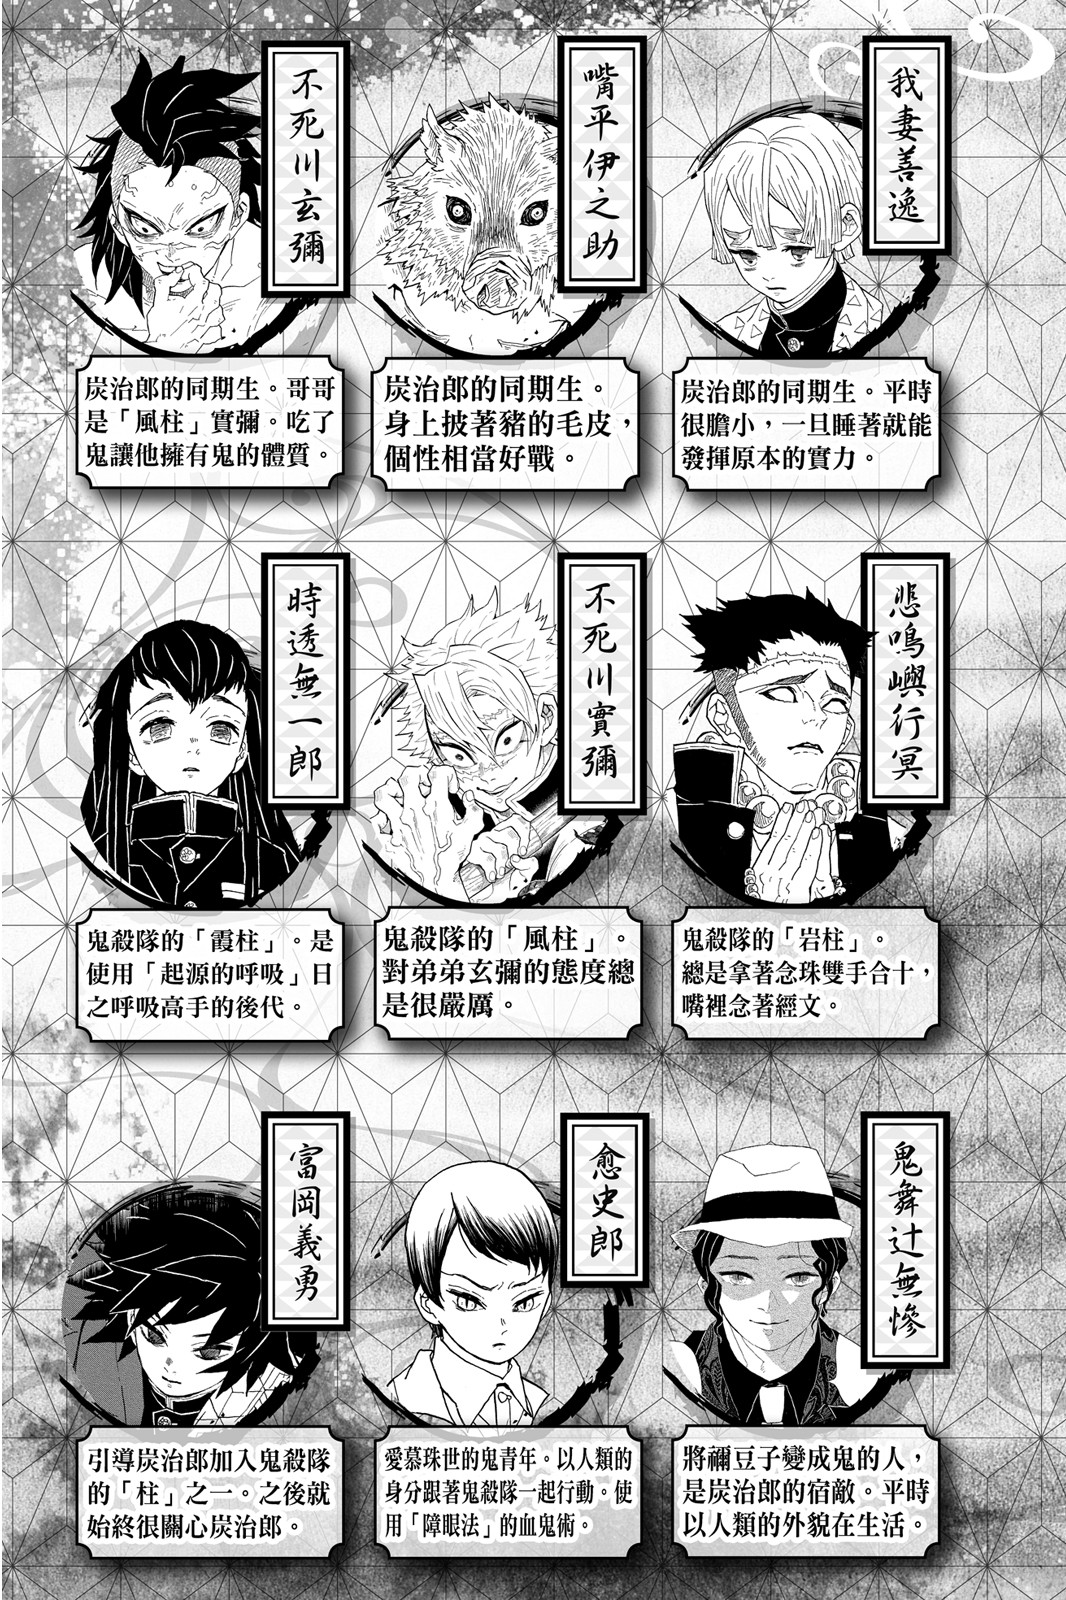 我妻善逸
炭治郎的同期生。平時
很膽小，一旦睡著就能
發揮原本的實力。
嘴平伊之助
炭治郎的同期生。
身上披著豬的毛皮，
個性相當好戰。
不死川玄彌
炭治郎的同期生。哥哥
是「風柱」實彌。吃了
鬼讓他擁有鬼的體質。
悲鳴嶼行冥
鬼殺隊的「岩柱」。
總是拿著念珠雙手合十，
嘴裡念著經文。
不死川實彌
鬼殺隊的「風柱」。
對弟弟玄彌的態度總
是很嚴厲。
時透無一郎
鬼殺隊的「霞柱」。是
使用「起源的呼吸」日
之呼吸高手的後代。
鬼舞辻無慘
將禰豆子變成鬼的人，
是炭治郎的宿敵。平時
以人類的外貌在生活。
愈史郎
愛慕珠世的鬼青年。以人類的
身分跟著鬼殺隊一起行動。使
用「障眼法」的血鬼術。
富岡義勇
引導炭治郎加入鬼殺隊
的「柱」之一。之後就
始終很關心炭治郎。